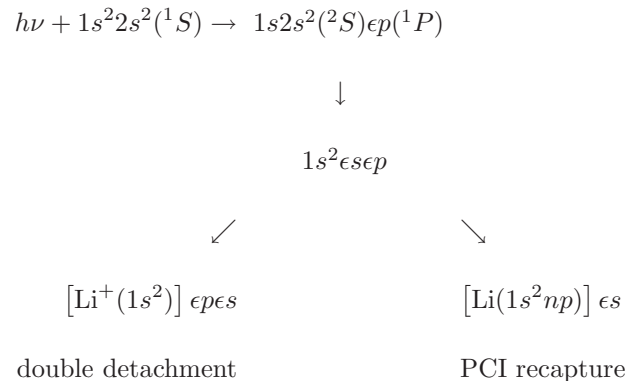 hν + 1s²2s²(¹S) → 1s2s²(²S)ϵp(¹P)
↓
1s²ϵsϵp
↙ ↘
[Li⁺(1s²)] ϵpϵs [Li(1s²np)] ϵs
double detachment PCI recapture